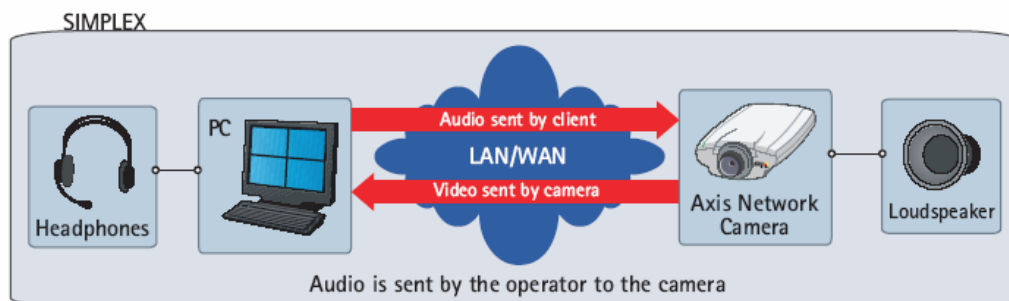 SIMPLEX
PC
Headphones
Audio sent by client
LAN/WAN
Video sent by camera
Axis Network
Camera
Loudspeaker
Audio is sent by the operator to the camera